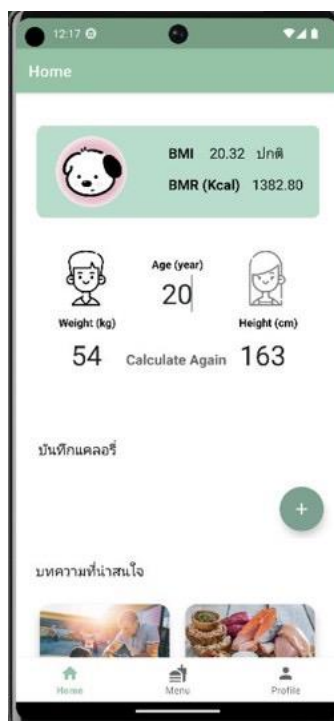 12:17
Home
BMI 20.32 ปกติ
BMR (Kcal) 1382.80
Age (year)
20
Weight (kg) Height (cm)
54 Calculate Again 163
บันทึกแคลอรี่
+
บทความที่น่าสนใจ
Home Menu Profile